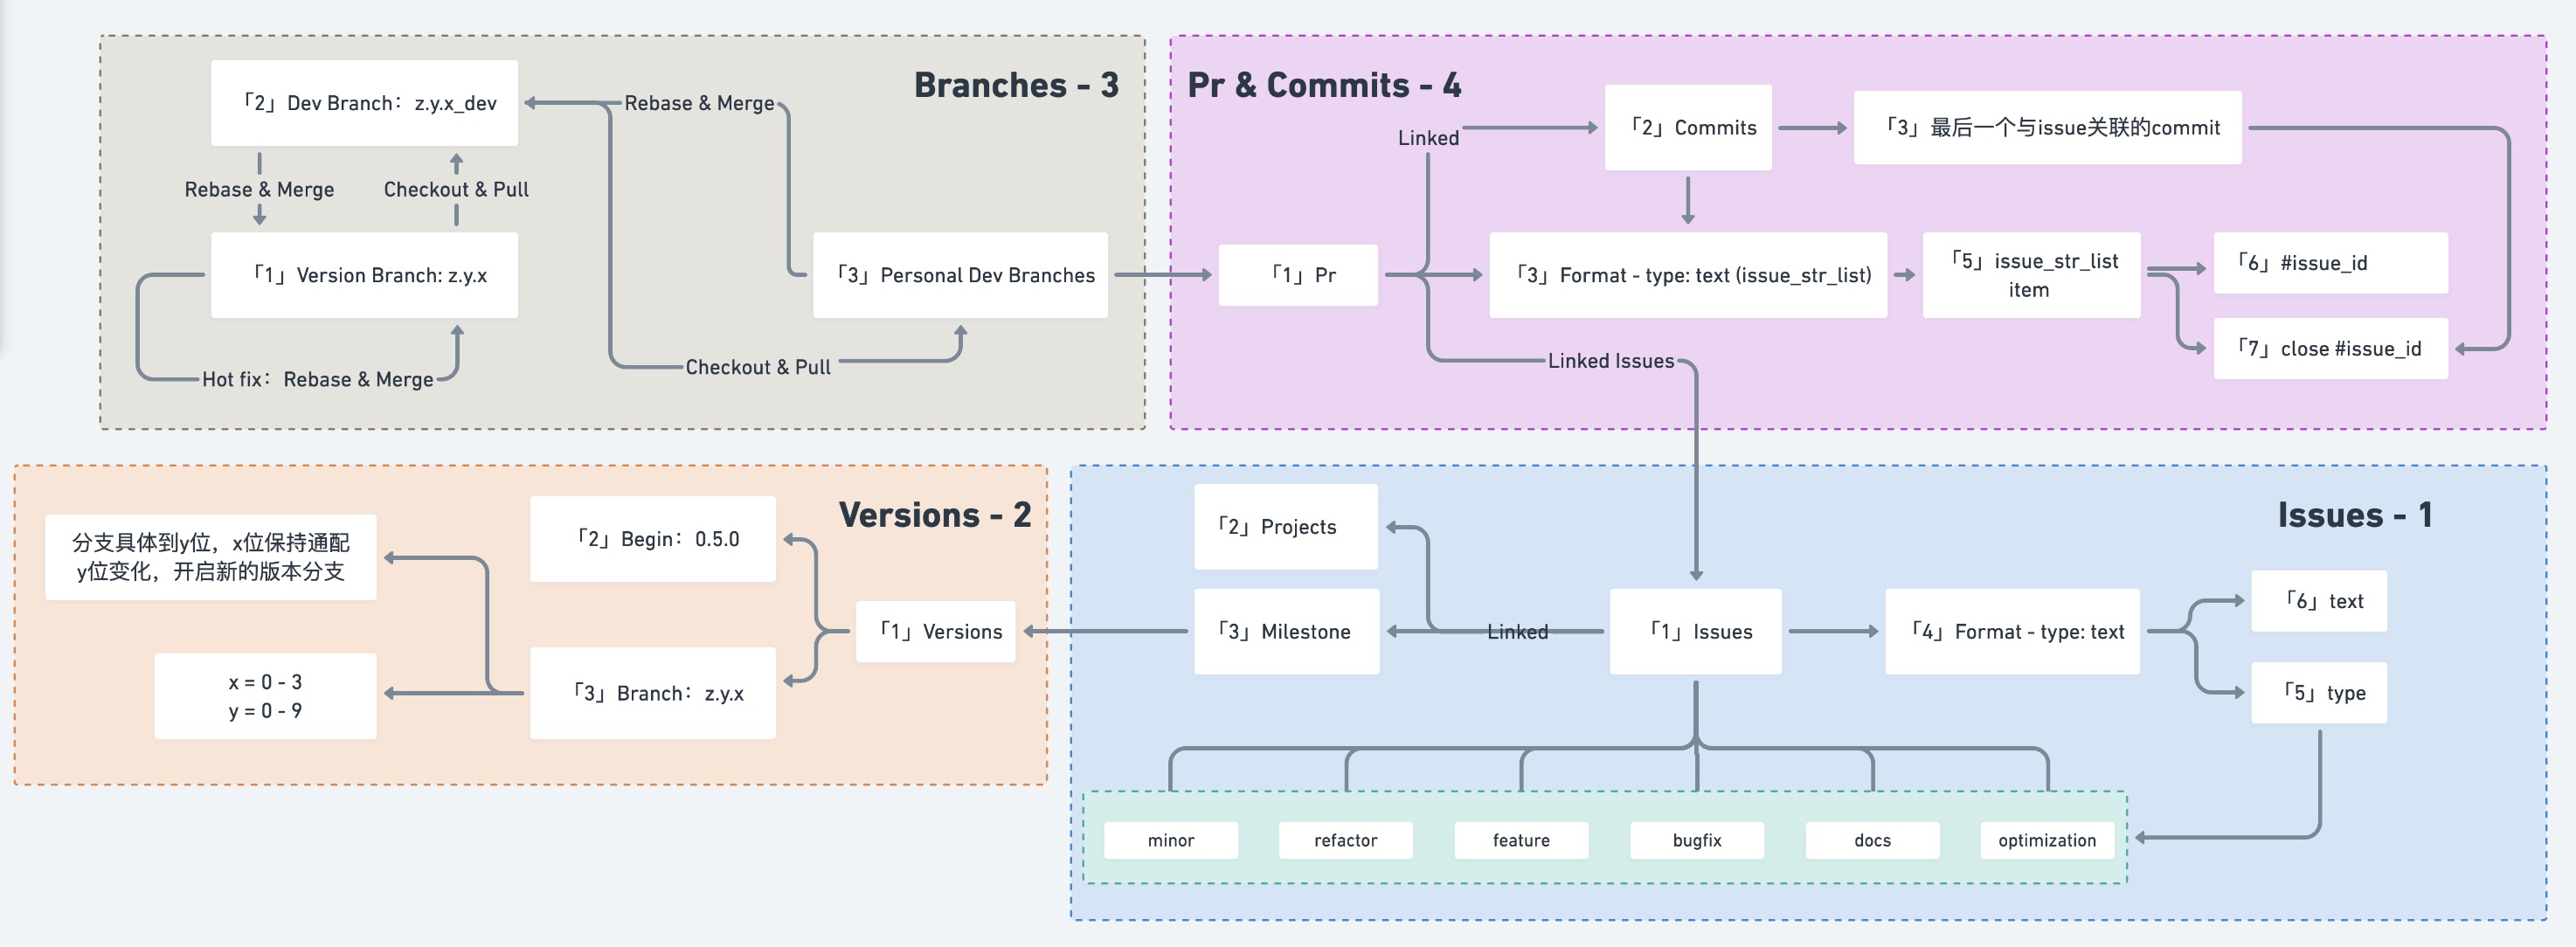 Branches - 3
「2」Dev Branch：z.y.x_dev
Rebase & Merge
Rebase & Merge
Checkout & Pull
「1」Version Branch: z.y.x
「3」Personal Dev Branches
Checkout & Pull
Hot fix：Rebase & Merge
Pr & Commits - 4
Linked
「2」Commits
「3」最后一个与issue关联的commit
「1」Pr
「3」Format - type: text (issue_str_list)
「5」issue_str_list
item
「6」#issue_id
「7」close #issue_id
Linked Issues
Versions - 2
分支具体到y位，x位保持通配
y位变化，开启新的版本分支
「2」Begin：0.5.0
「1」Versions
x = 0 - 3
y = 0 - 9
「3」Branch：z.y.x
Issues - 1
「2」Projects
「3」Milestone
Linked
「1」Issues
「4」Format - type: text
「6」text
「5」type
minor
refactor
feature
bugfix
docs
optimization